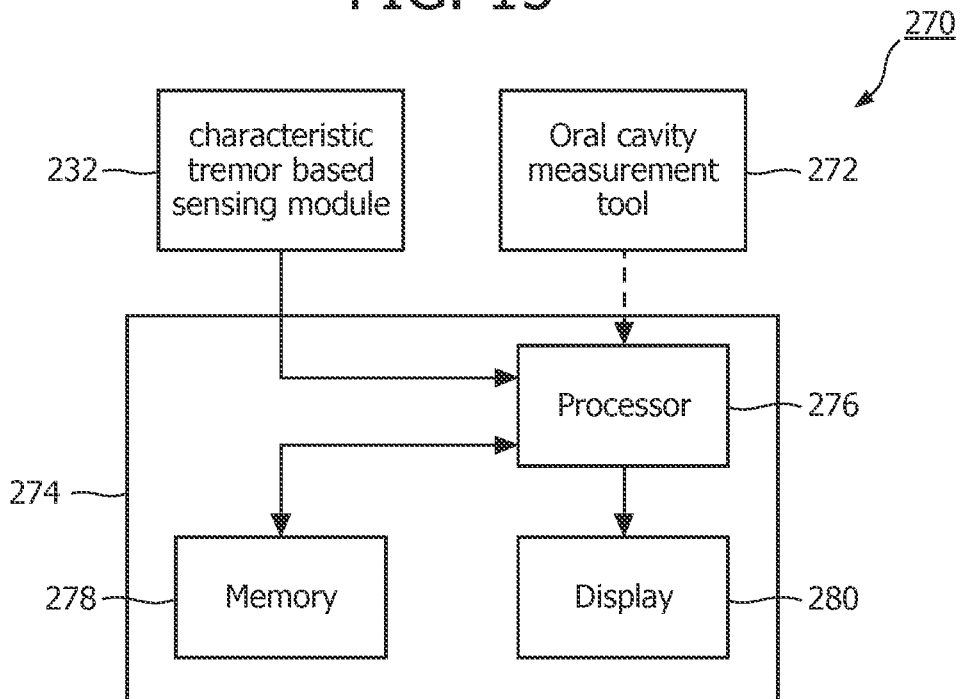 270
characteristic
tremor based
sensing module
232
Oral cavity
measurement
tool
272
Processor
276
274
Memory
278
Display
280